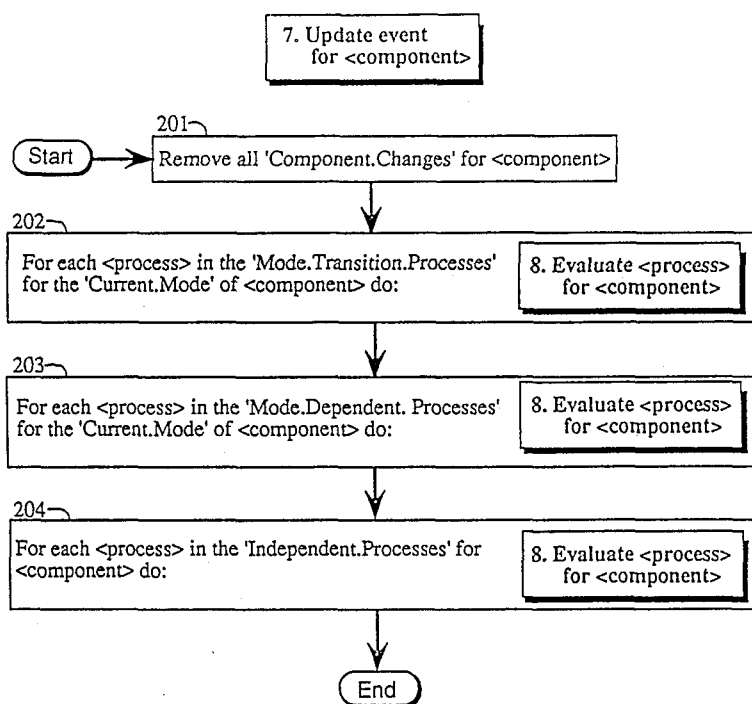 7. Update event
for <component>
201
Start
Remove all 'Component.Changes' for <component>
202
For each <process> in the 'Mode.Transition.Processes'
for the 'Current.Mode' of <component> do:
8. Evaluate <process>
for <component>
203
For each <process> in the 'Mode.Dependent. Processes'
for the 'Current.Mode' of <component> do:
8. Evaluate <process>
for <component>
204
For each <process> in the 'Independent.Processes' for
<component> do:
8. Evaluate <process>
for <component>
End